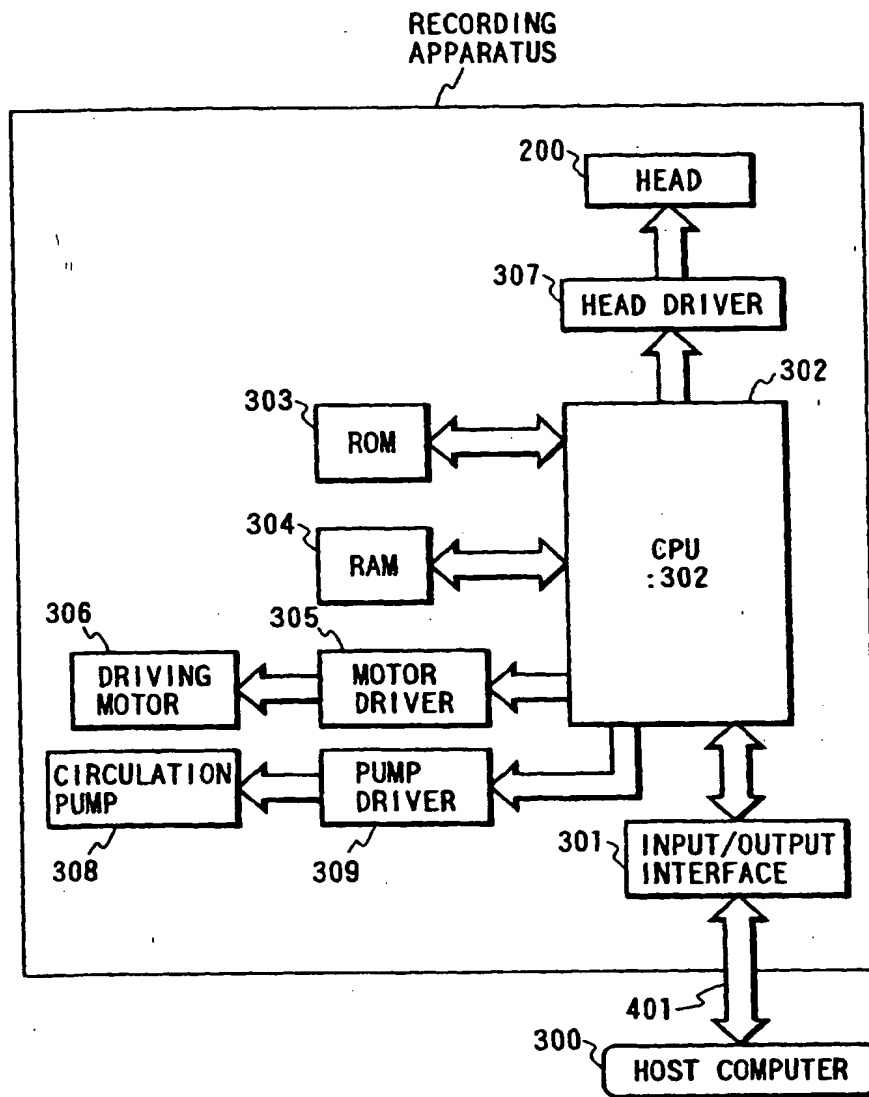 RECORDING
APPARATUS
200
HEAD
307
HEAD DRIVER
302
303
ROM
304
RAM
CPU
:302
306
DRIVING
MOTOR
305
MOTOR
DRIVER
CIRCULATION
PUMP
308
PUMP
DRIVER
309
301
INPUT/OUTPUT
INTERFACE
401
300
HOST COMPUTER